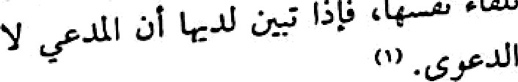 تلقاء نفسها، فإذا تبين لديها أن المدعي لا
الدعوى. (١)